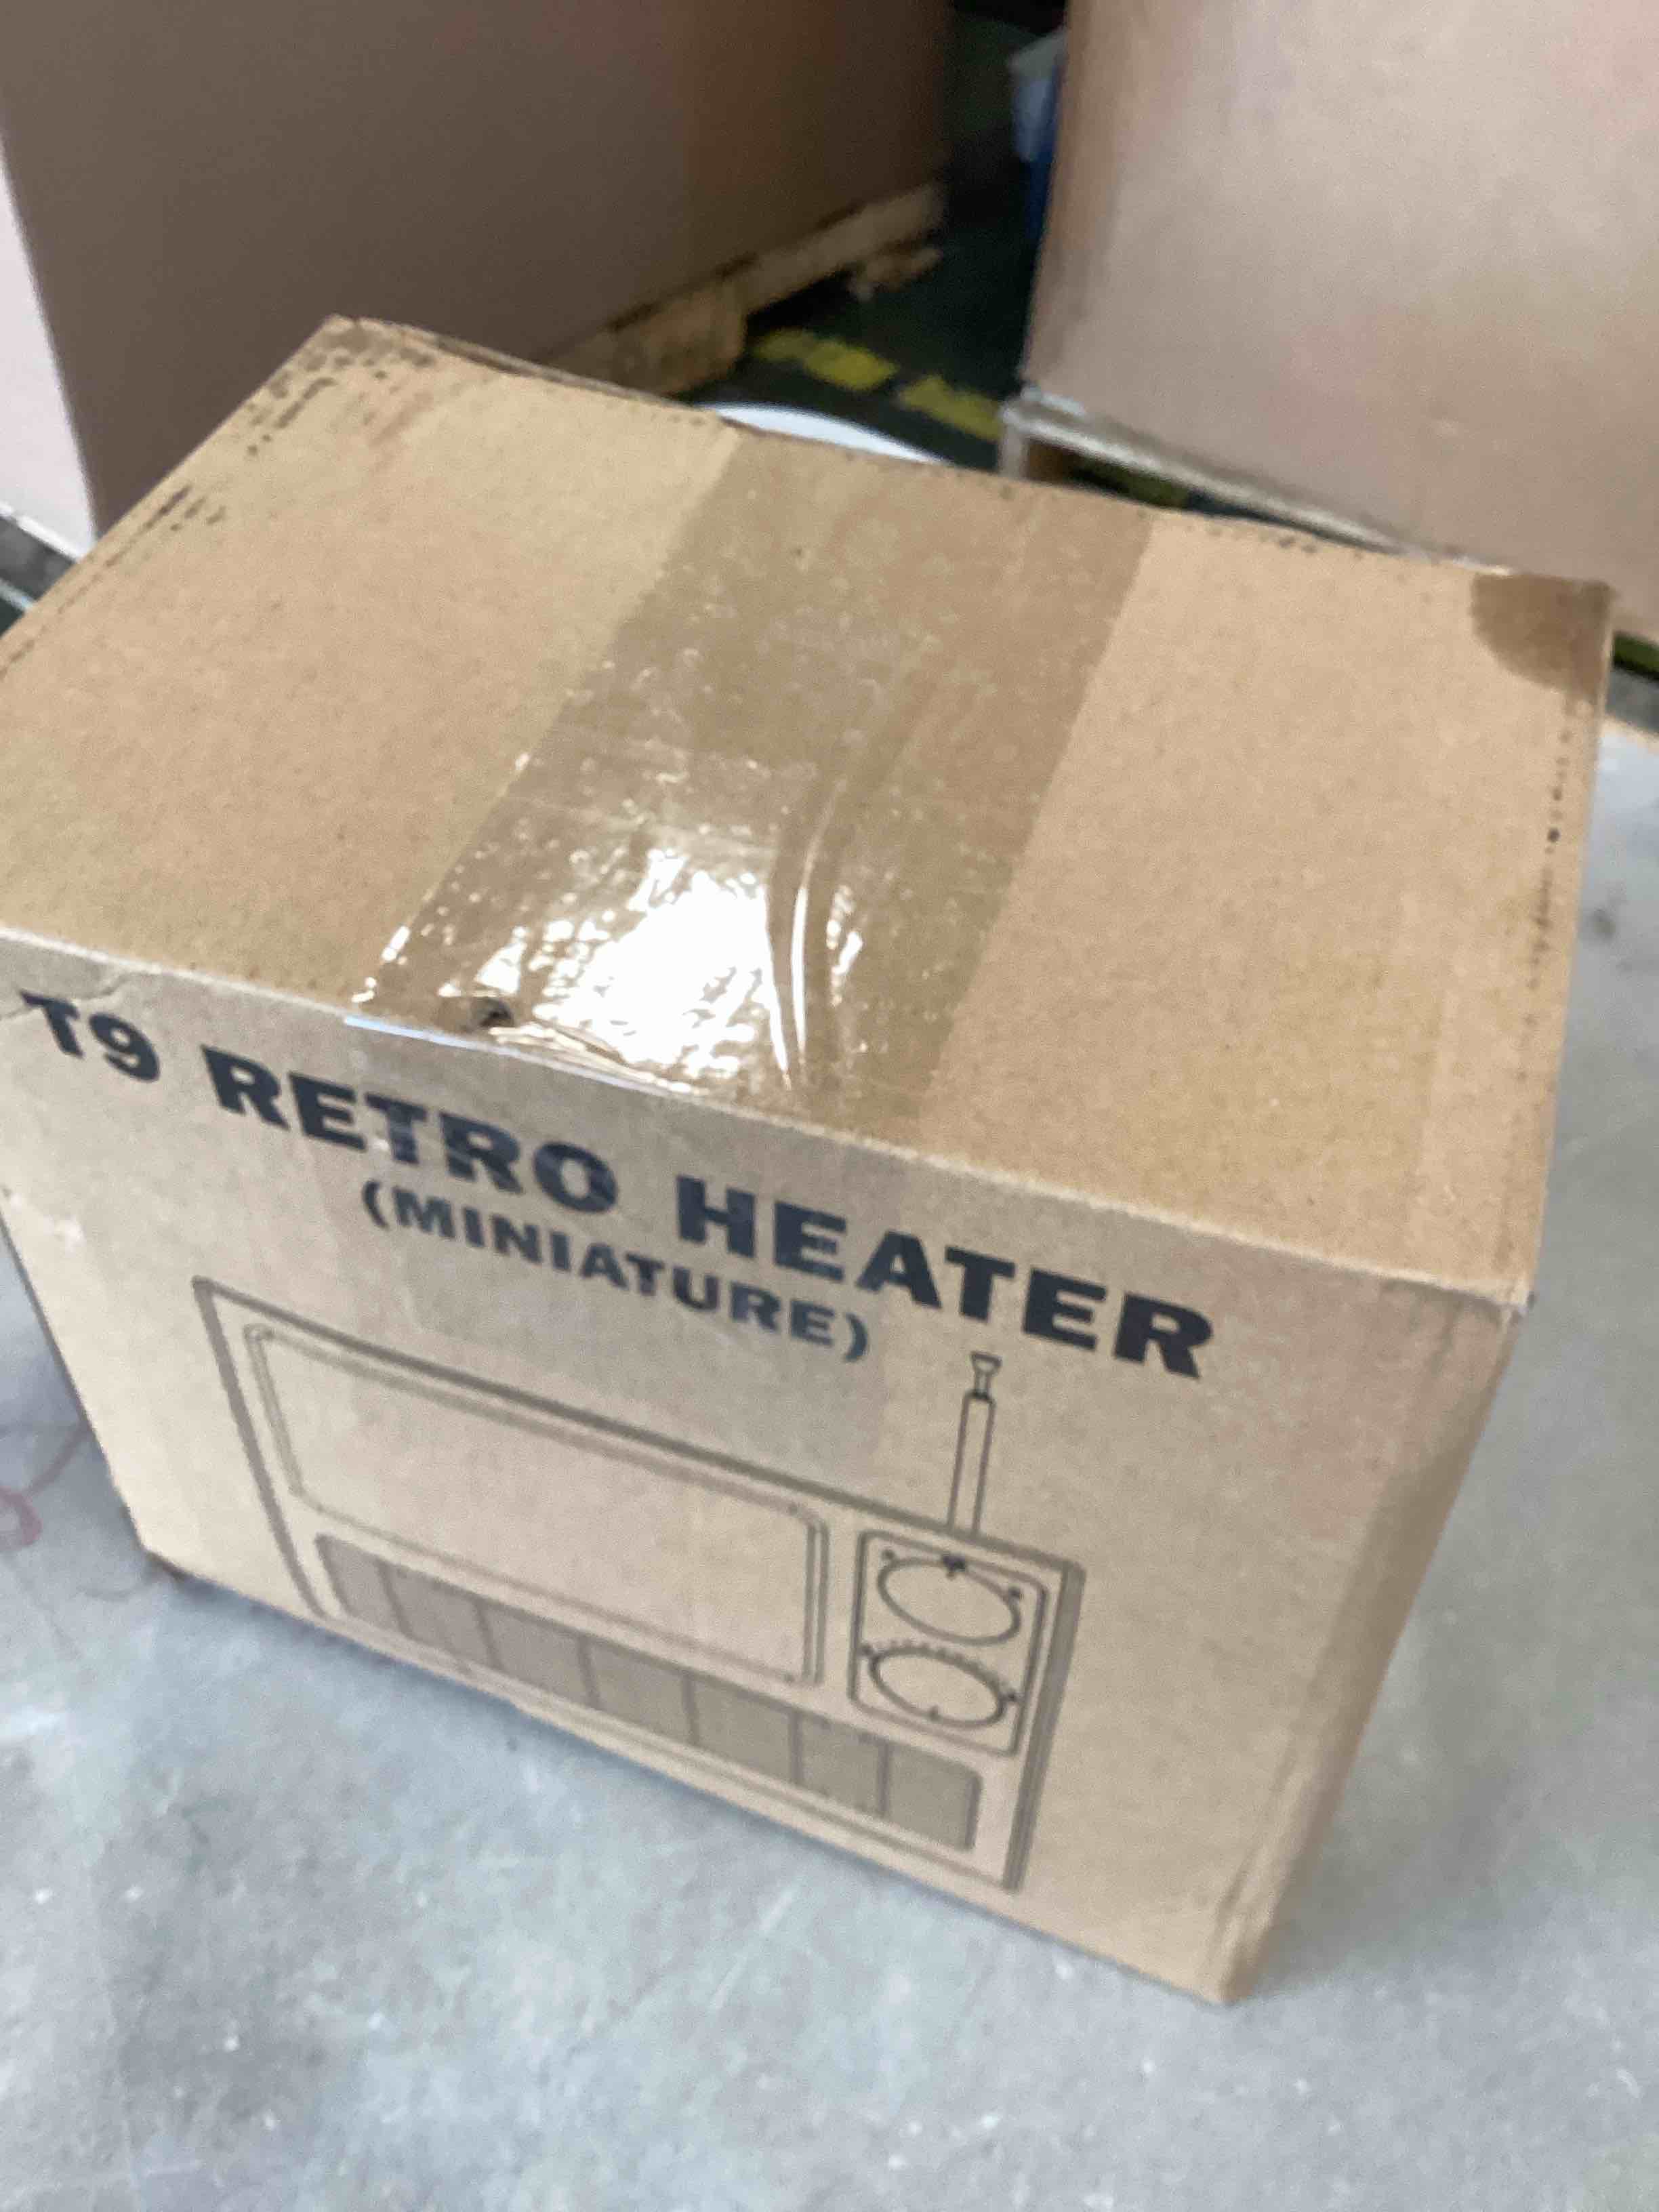 T9 RETRO HEATER
(MINIATURE)